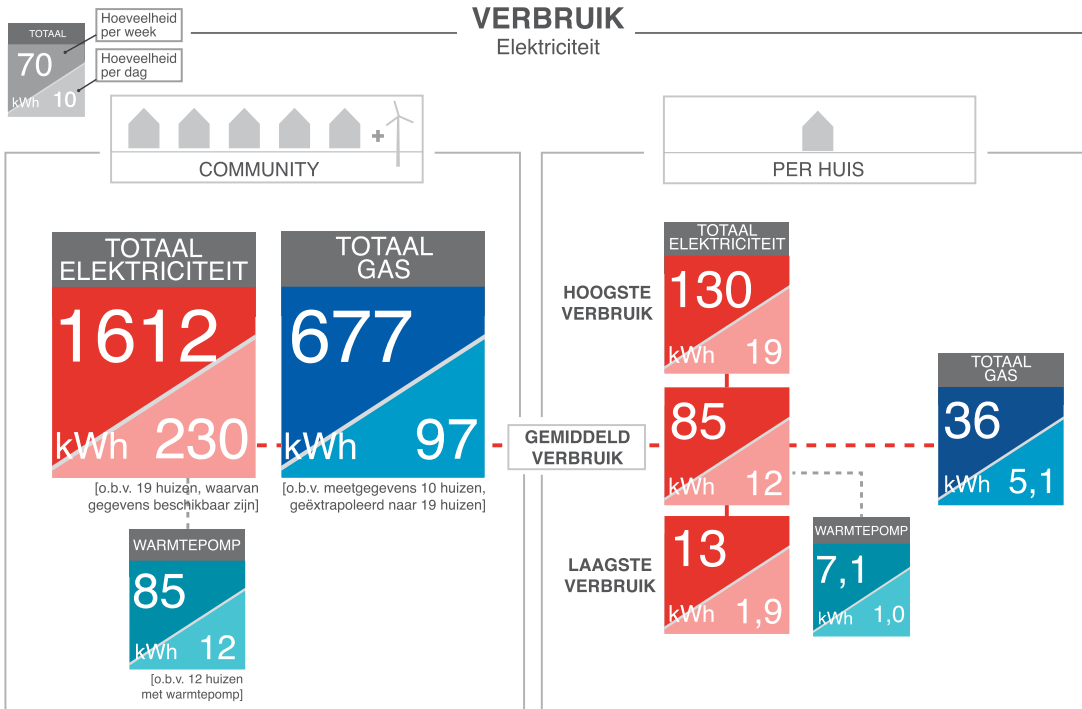 VERBRUIK
Elektriciteit
TOTAAL
70
kWh 10
Hoeveelheid
per week
Hoeveelheid
per dag
+
COMMUNITY
TOTAAL
ELEKTRICITEIT
1612
kWh 230
[o.b.v. 19 huizen, waarvan
gegevens beschikbaar zijn]
TOTAAL
GAS
677
kWh 97
[o.b.v. meetgegevens 10 huizen,
geëxtrapoleerd naar 19 huizen]
WARMTEPOMP
85
kWh 12
[o.b.v. 12 huizen
met warmtepomp]
GEMIDDELD
VERBRUIK
PER HUIS
HOOGSTE
VERBRUIK
TOTAAL
ELEKTRICITEIT
130
kWh 19
85
kWh 12
LAAGSTE
VERBRUIK
13
kWh 1,9
WARMTEPOMP
7,1
kWh 1,0
TOTAAL
GAS
36
kWh 5,1